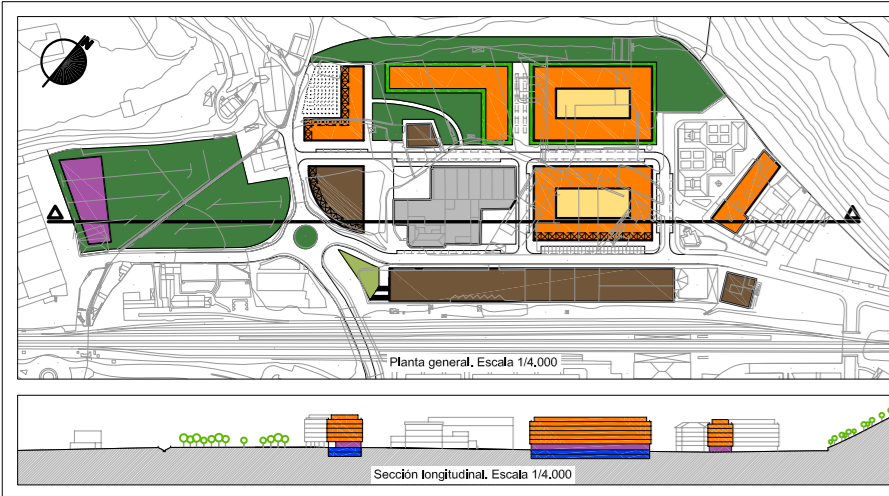 N
Planta general. Escala 1/4.000
Sección longitudinal. Escala 1/4.000